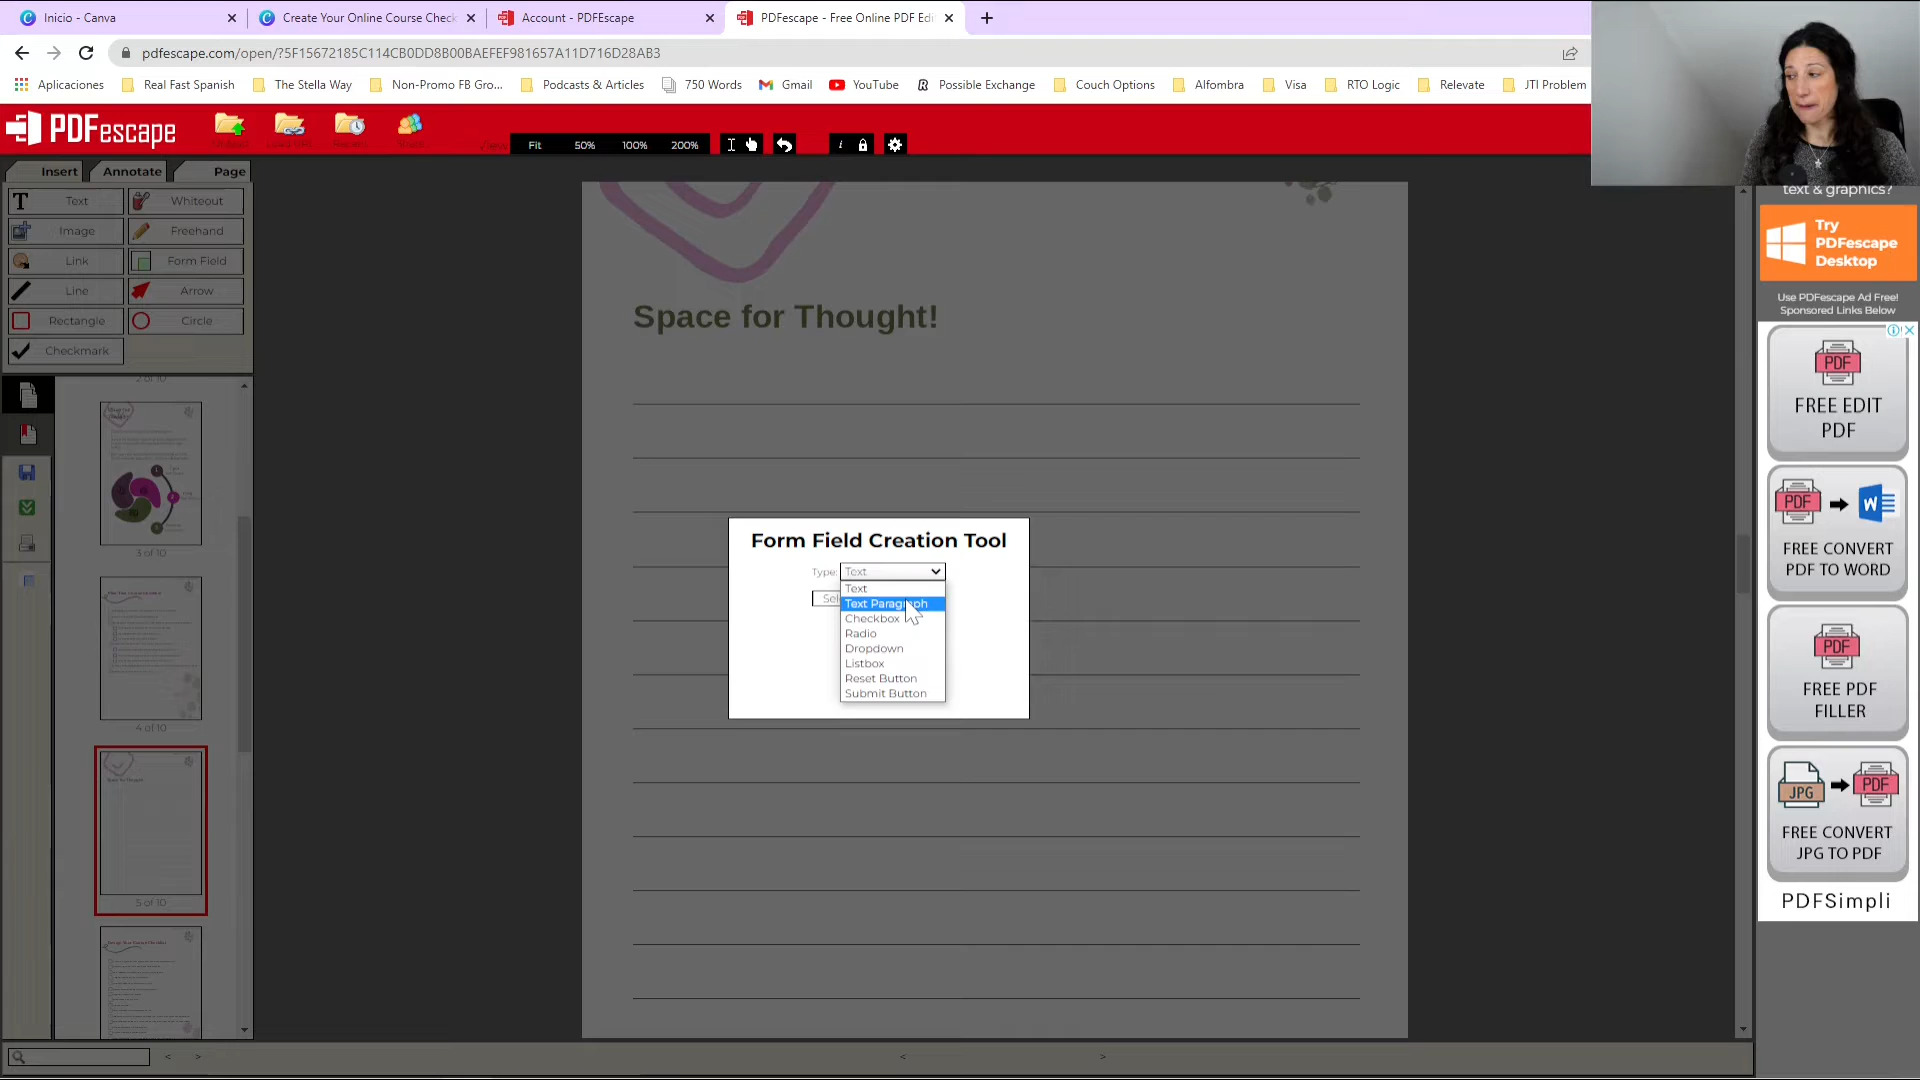 Inicio - Canva
Create Your Online Course Check
Account - PDFEscape
PDFescape - Free Online PDF Edi
pdfescape.com/open/?5F15672185C114CB0DD8B00BAEFEF981657A11D716D28AB3
Aplicaciones
Real Fast Spanish
The Stella Way
Non-Promo FB Gro...
Podcasts & Articles
750 Words
Gmail
YouTube
Possible Exchange
Couch Options
Alfombra
Visa
RTO Logic
Relevate
JTI Problem
PDFescape
View
Fit
50%
100%
200%
Insert
Annotate
Page
Text
Whiteout
Image
Freehand
Link
Form Field
Line
Arrow
Rectangle
Circle
Checkmark
2 of 10
3 of 10
4 of 10
5 of 10
Space for Thought!
Form Field Creation Tool
Type:
Text
Sel
Text
Text Paragraph
Checkbox
Radio
Dropdown
Listbox
Reset Button
Submit Button
text & graphics?
Try
PDFescape
Desktop
Use PDFescape Ad Free!
Sponsored Links Below
PDF
FREE EDIT
PDF
PDF
W
FREE CONVERT
PDF TO WORD
PDF
FREE PDF
FILLER
JPG
PDF
FREE CONVERT
JPG TO PDF
PDFSimpli